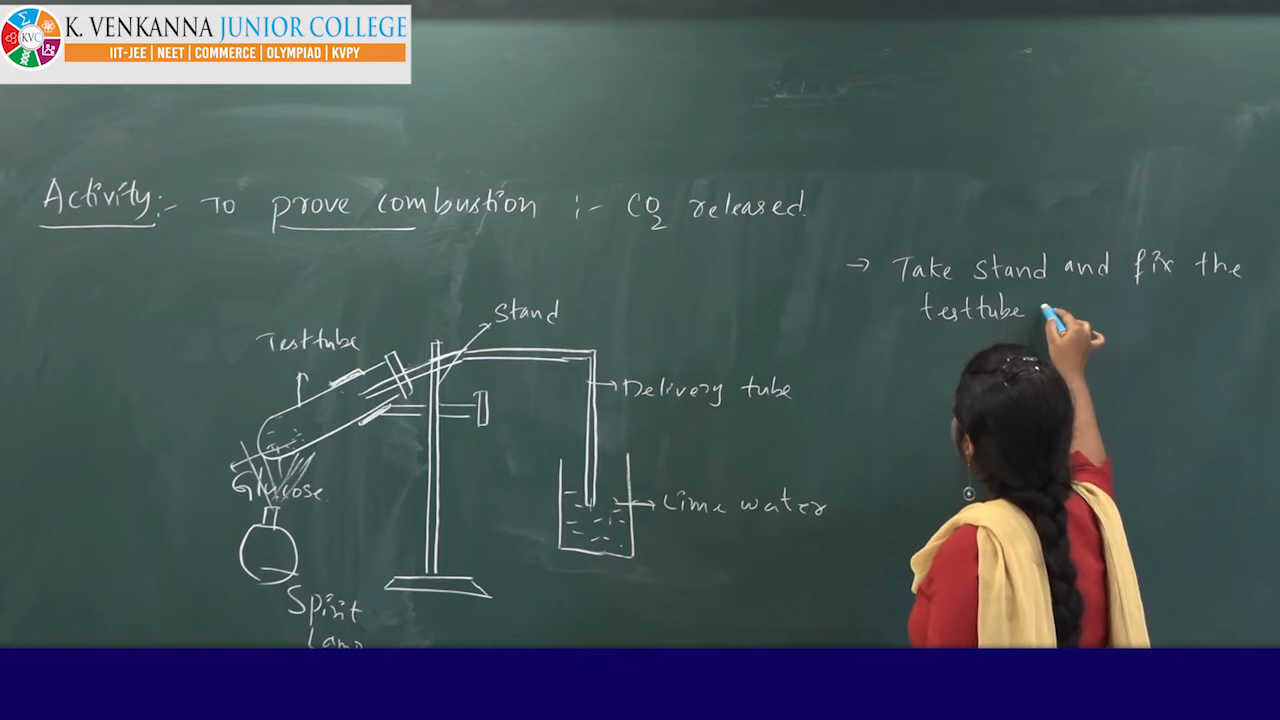 K. VENKANNA JUNIOR COLLEGE
KVC
IIT-JEE | NEET | COMMERCE | OLYMPIAD | KVPY
Activity:- To prove combustion :- CO2 released.
→ Take stand and fix the
testtube
Stand
Testtube
→ Delivery tube
Glucose
→ Lime water
Spirit
Lamp